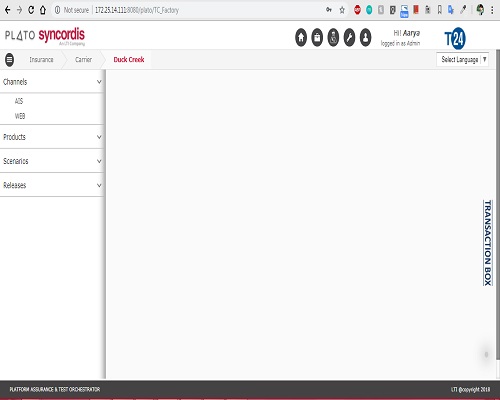 Not secure | 172.25.14.111:8080/plato/TC_Factory
PLATO syncordis
An LTI Company
Hi! Aarya
logged in as Admin
T24
Insurance Carrier Duck Creek
Select Language
Channels
AIS
WEB
Products
Scenarios
Releases
TRANSACTION BOX
PLATFORM ASSURANCE & TEST ORCHESTRATOR
LTI @copyright 2018